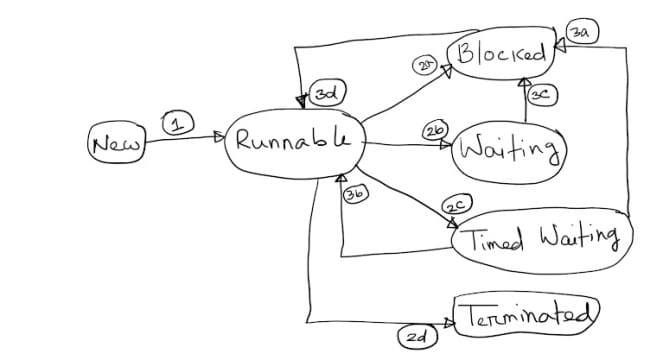 3a
Blocked
2a
3d
3c
1
2b
New
Runnable
Waiting
3b
2c
Timed Waiting
Terminated
2d